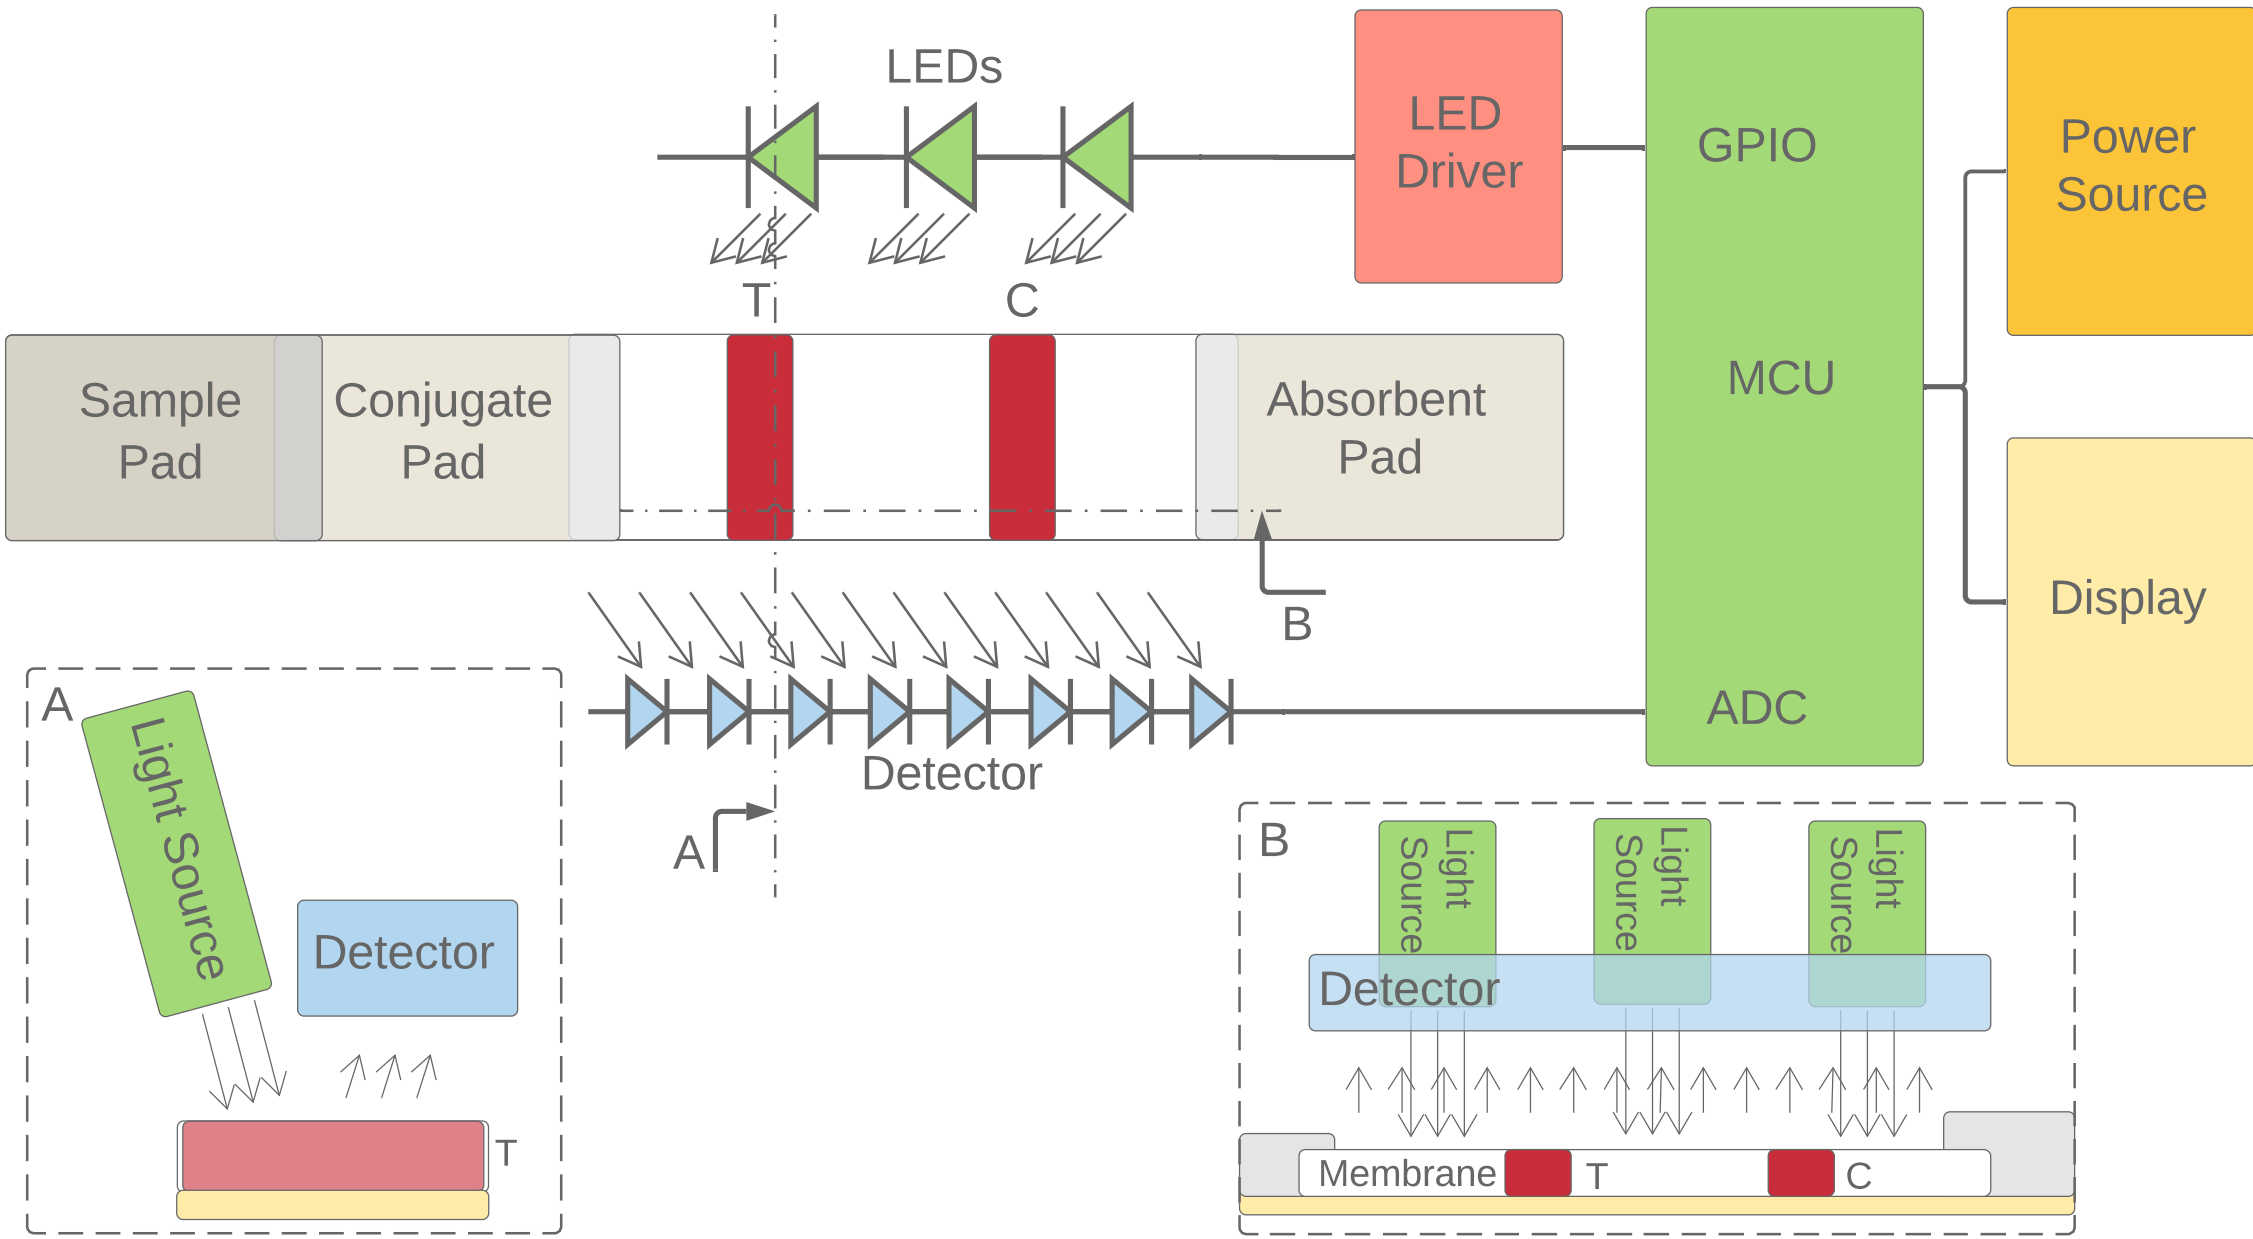 LEDs
LED
Driver
GPIO
MCU
ADC
Power
Source
Display
T
C
Sample
Pad
Conjugate
Pad
Absorbent
Pad
B
Detector
A
A
Light Source
Detector
T
B
Light
Source
Light
Source
Light
Source
Detector
Membrane
T
C